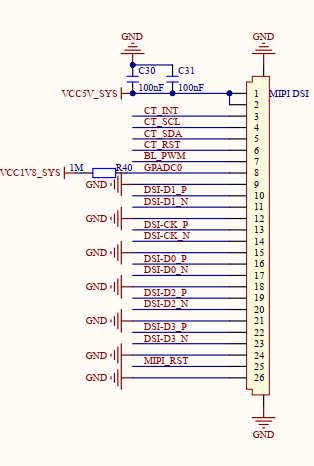 GND
GND
C30
C31
100nF
100nF
VCC5V_SYS
1
MIPI DSI
2
CT_INT
3
CT_SCL
4
CT_SDA
5
CT_RST
6
BL_PWM
7
VCC1V8_SYS
1M
R40
GPADC0
8
GND
9
DSI-D1_P
10
DSI-D1_N
11
GND
12
DSI-CK_P
13
DSI-CK_N
14
GND
15
DSI-D0_P
16
DSI-D0_N
17
GND
18
DSI-D2_P
19
DSI-D2_N
20
GND
21
DSI-D3_P
22
DSI-D3_N
23
GND
24
MIPI_RST
25
GND
26
GND